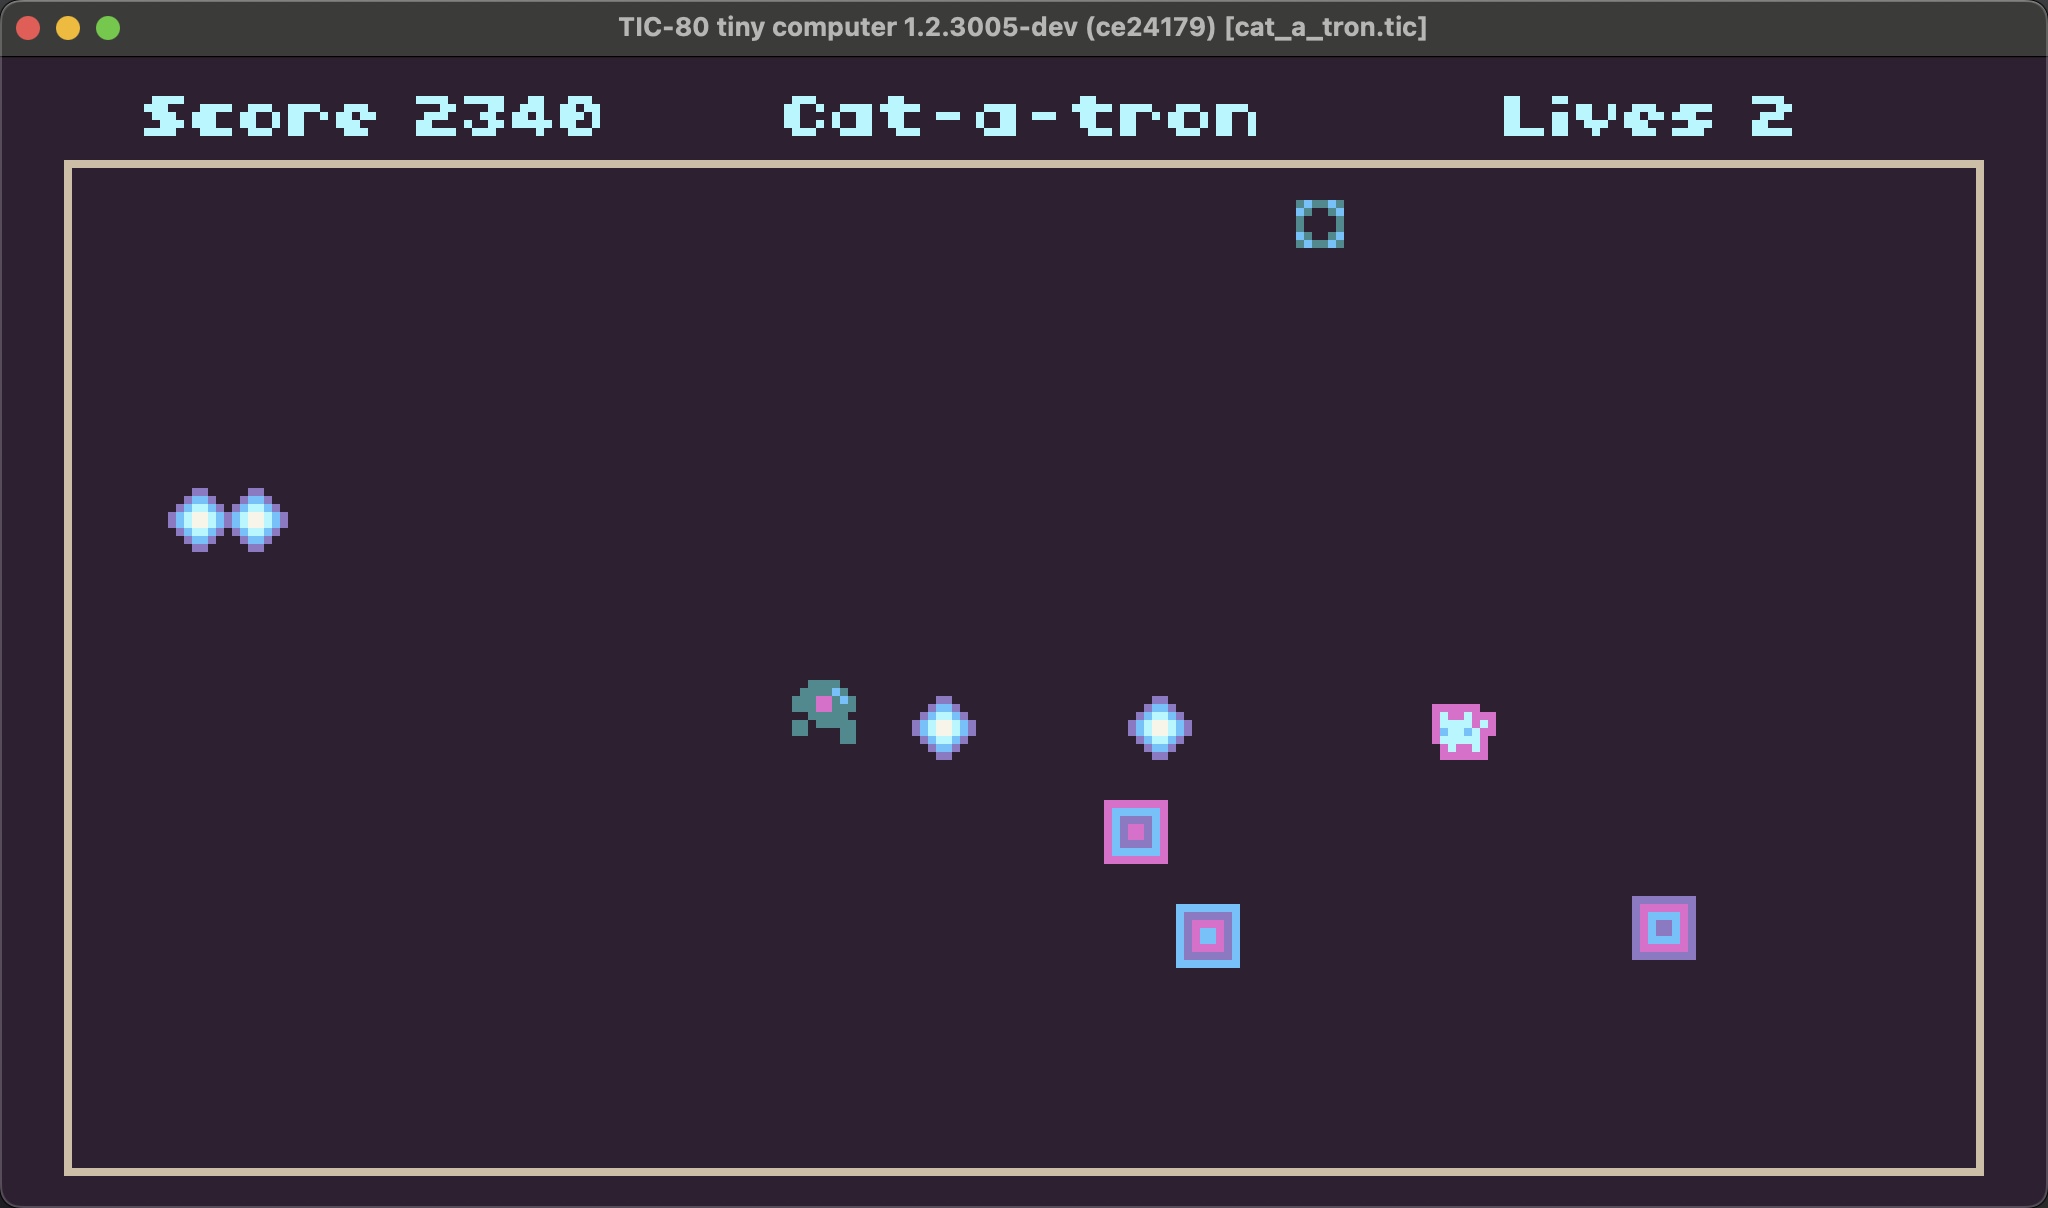 TIC-80 tiny computer 1.2.3005-dev (ce24179) [cat_a_tron.tic]
Score 2340 Cat-a-tron Lives 2